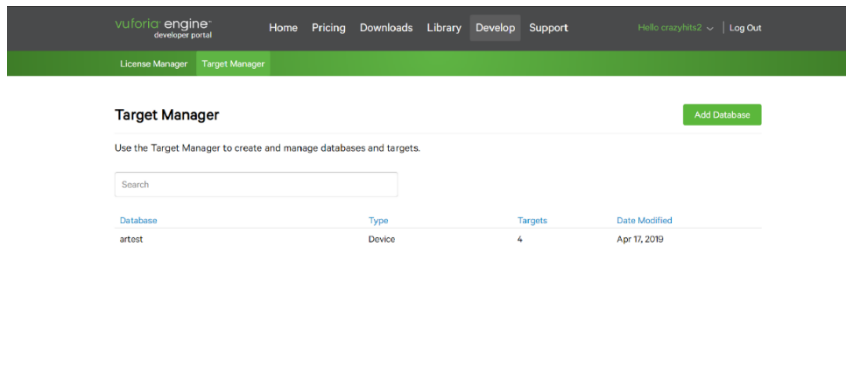 vuforia engine™
developer portal
Home Pricing Downloads Library Develop Support
Hello crazyhits2 | Log Out
License Manager Target Manager
Target Manager
Add Database
Use the Target Manager to create and manage databases and targets.
Search
Database Type Targets Date Modified
artest Device 4 Apr 17, 2019